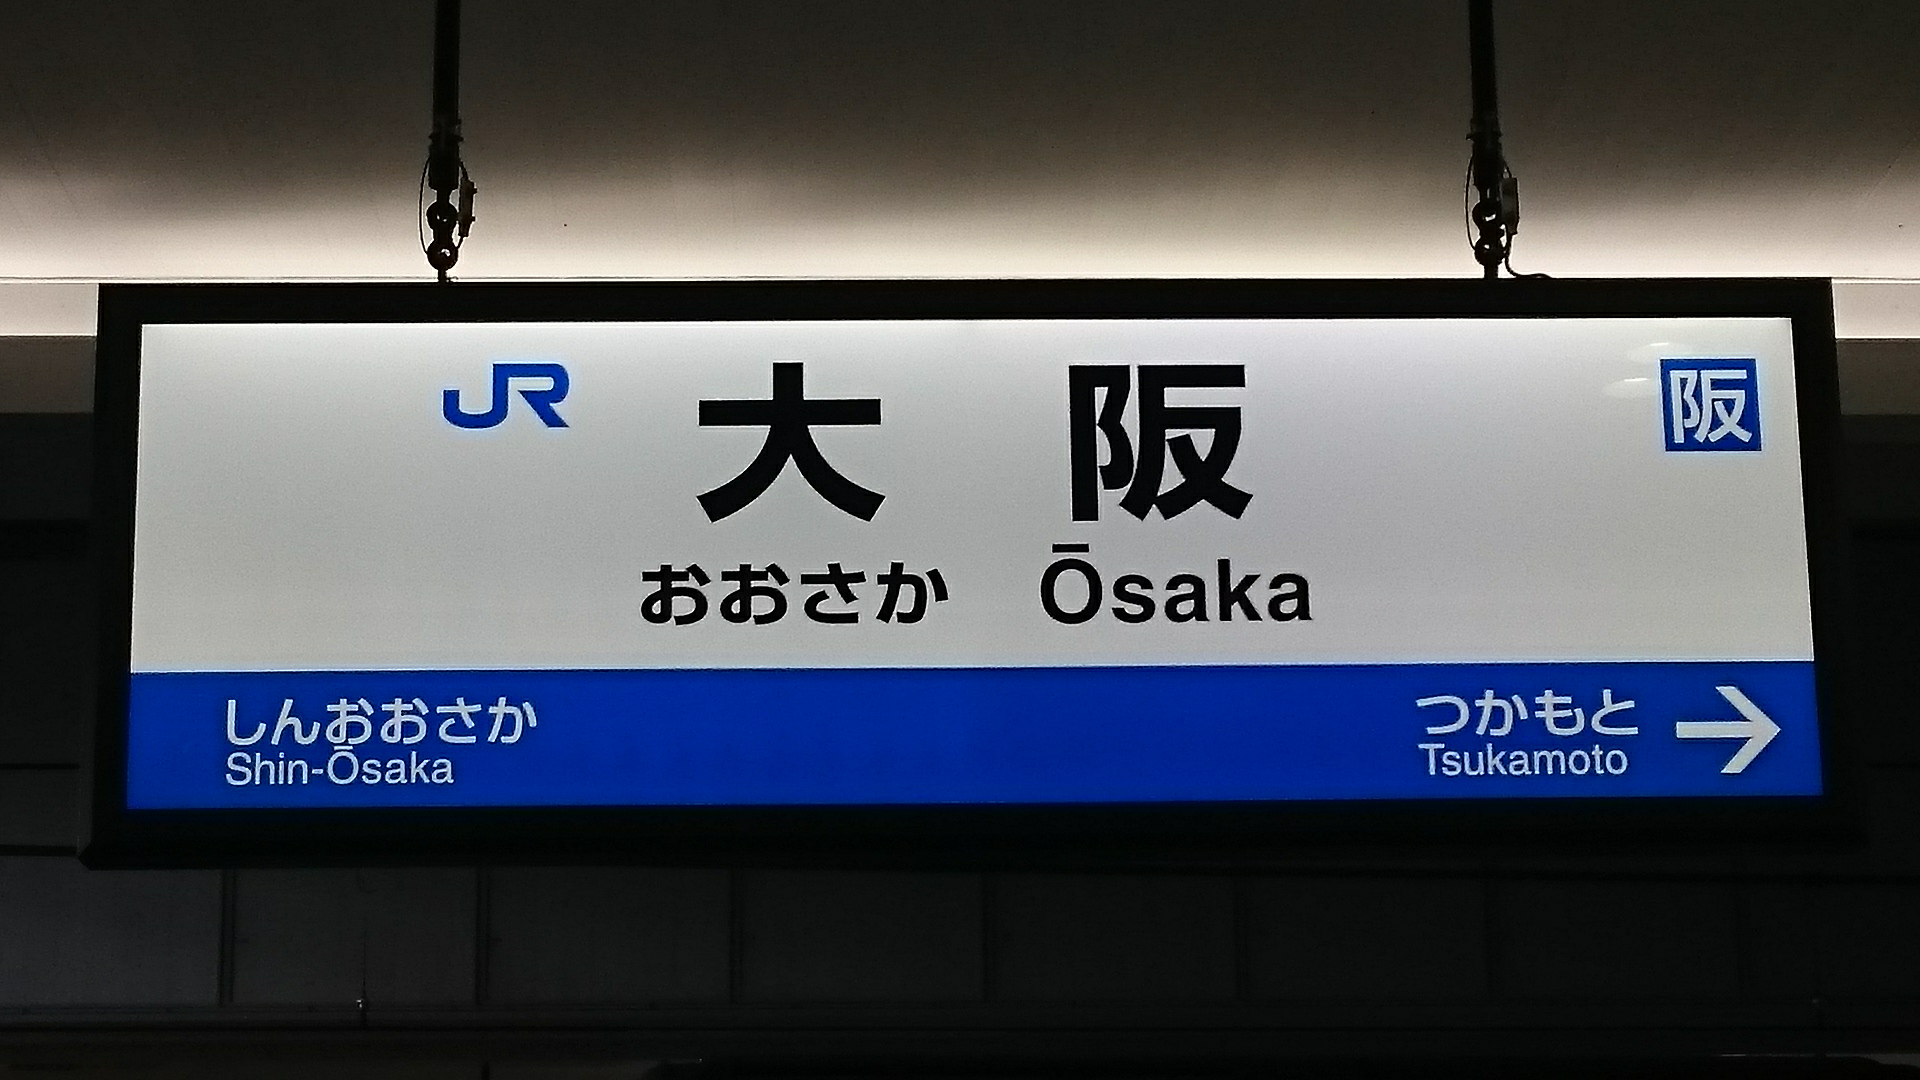 JR 大阪 阪
おおさか Ōsaka
しんおおさか つかもと →
Shin-Ōsaka Tsukamoto